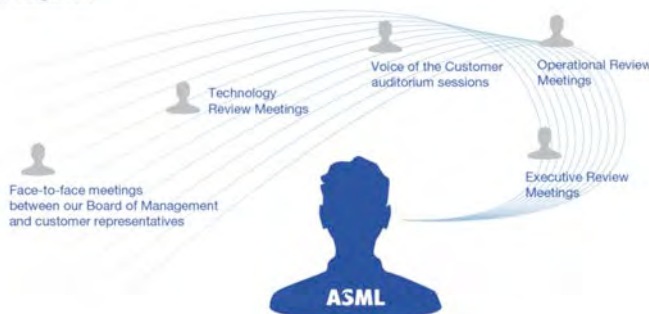 Voice of the Customer
auditorium sessions
Operational Review
Meetings
Technology
Review Meetings
Executive Review
Meetings
Face-to-face meetings
between our Board of Management
and customer representatives
ASML